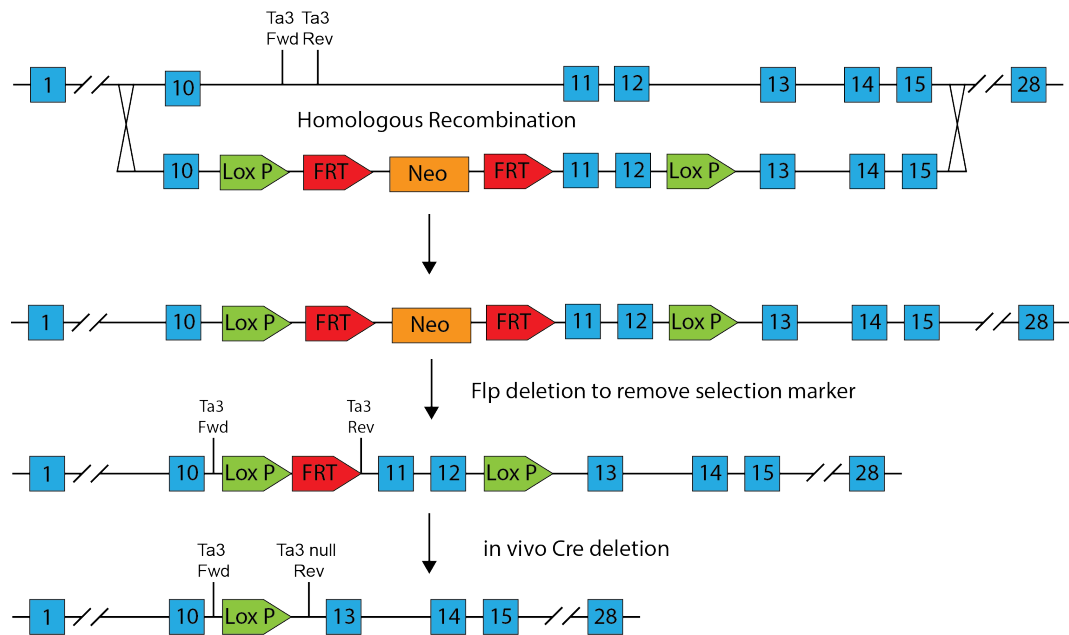 Ta3 Ta3
Fwd Rev
1 10 11 12 13 14 15 28
Homologous Recombination
10 Lox P FRT Neo FRT 11 12 Lox P 13 14 15
1 10 Lox P FRT Neo FRT 11 12 Lox P 13 14 15 28
Flp deletion to remove selection marker
Ta3 Ta3
Fwd Rev
1 10 Lox P FRT 11 12 Lox P 13 14 15 28
in vivo Cre deletion
Ta3 Ta3 null
Fwd Rev
1 10 Lox P 13 14 15 28